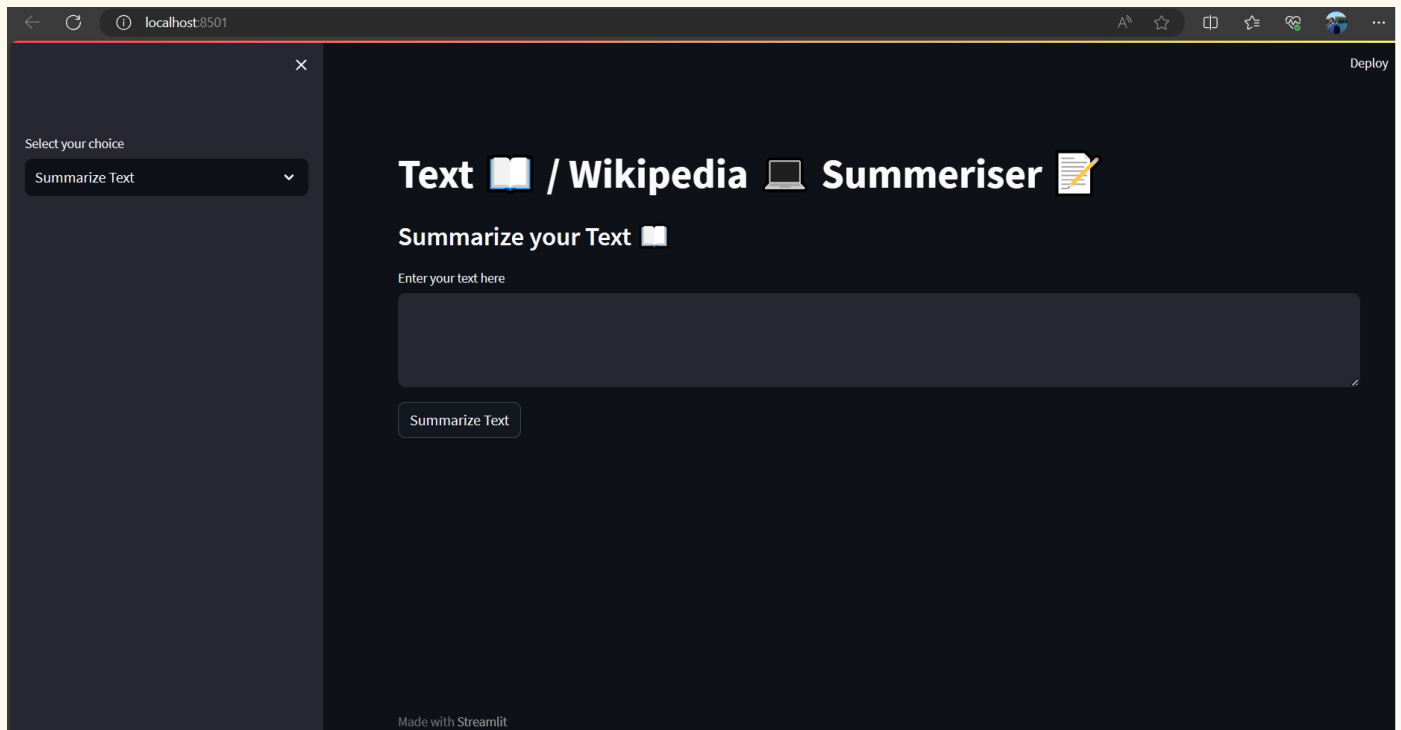 localhost:8501
Deploy
Select your choice
Summarize Text
Text 📖 / Wikipedia 💻 Summeriser 📝
Summarize your Text 📖
Enter your text here
Summarize Text
Made with Streamlit